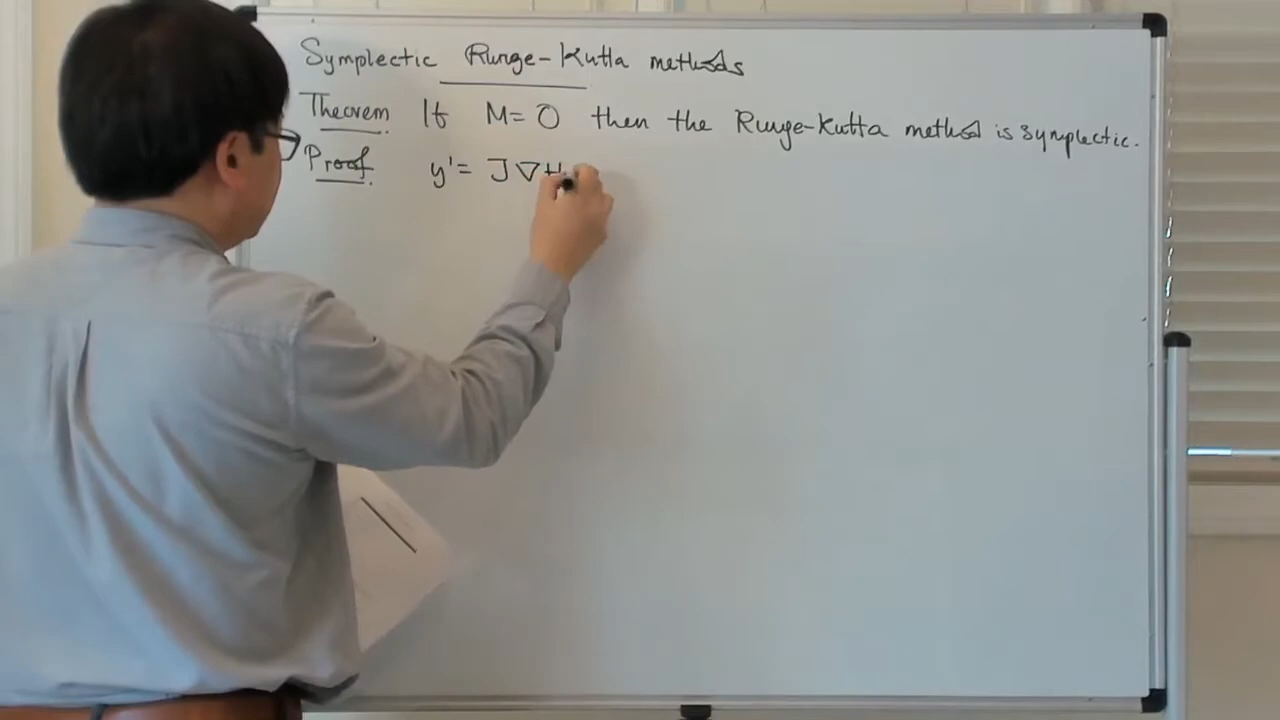 Symplectic Runge-Kutta methods
Theorem If M=0 then the Runge-Kutta method is symplectic.
Proof y'= J∇H